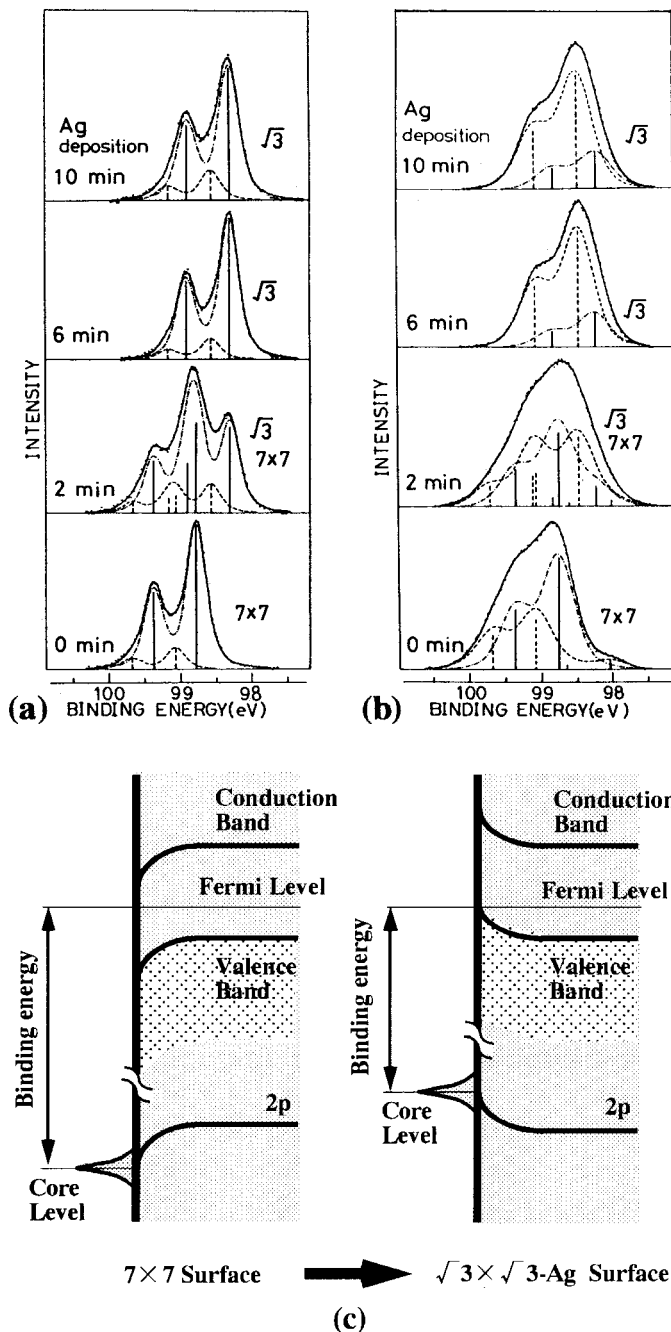 Ag
deposition
10 min
√3
6 min
√3
2 min
√3
7×7
0 min
7×7
INTENSITY
100 99 98
BINDING ENERGY(eV)
(a)
Ag
deposition
10 min
√3
6 min
√3
2 min
√3
7×7
0 min
7×7
INTENSITY
100 99 98
BINDING ENERGY(eV)
(b)
Conduction
Band
Fermi Level
Valence
Band
2p
Binding energy
Core
Level
Conduction
Band
Fermi Level
Valence
Band
2p
Binding energy
Core
Level
7×7 Surface
√3×√3-Ag Surface
(c)